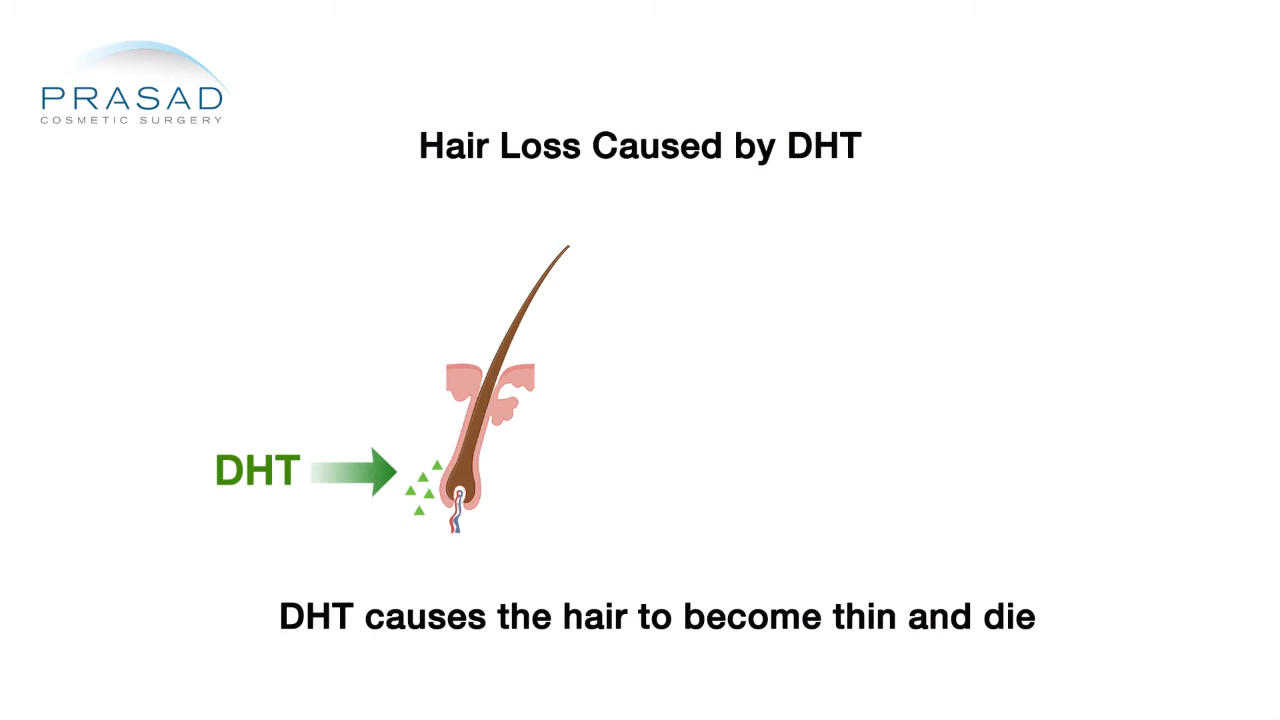 PRASAD
COSMETIC SURGERY
Hair Loss Caused by DHT
DHT
DHT causes the hair to become thin and die